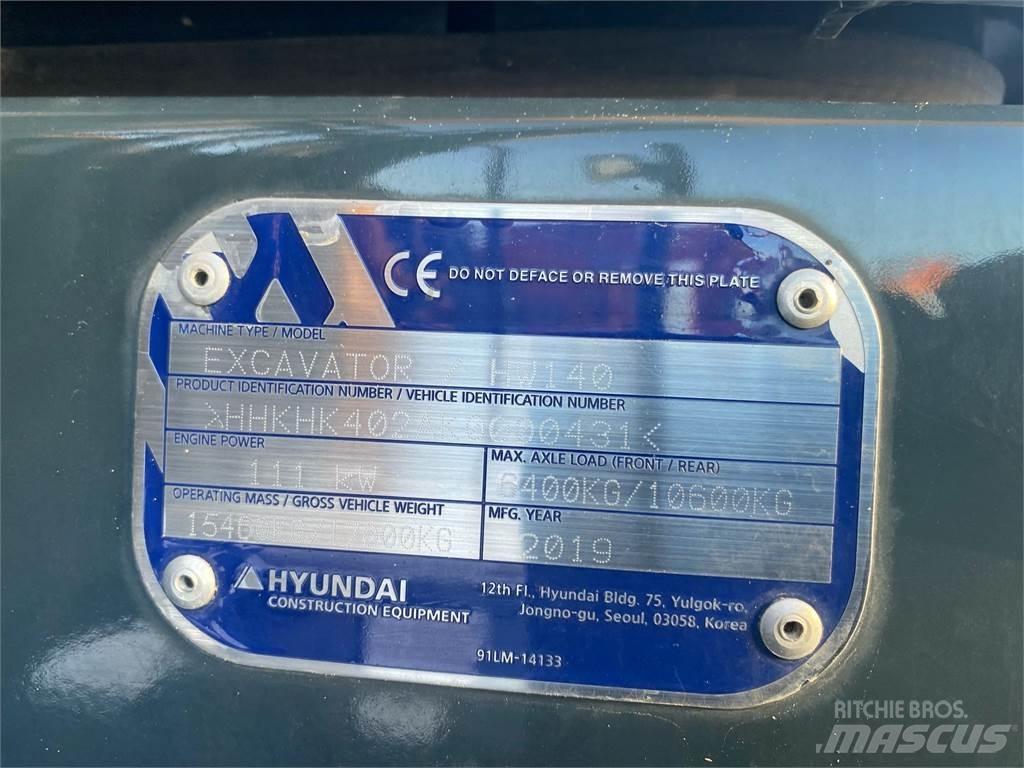 CE DO NOT DEFACE OR REMOVE THIS PLATE
MACHINE TYPE / MODEL
EXCAVATOR / HW140
PRODUCT IDENTIFICATION NUMBER / VEHICLE IDENTIFICATION NUMBER
ENGINE POWER
111 KW
MAX. AXLE LOAD (FRONT / REAR)
OPERATING MASS / GROSS VEHICLE WEIGHT
MFG. YEAR
2019
HYUNDAI
CONSTRUCTION EQUIPMENT
12th Fl., Hyundai Bldg. 75, Yulgok-ro,
Jongno-gu, Seoul, 03058, Korea
91LM-14133
RITCHIE BROS.
MASCUS